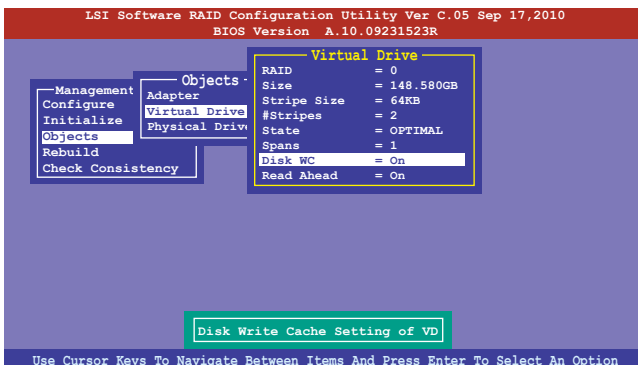 LSI Software RAID Configuration Utility Ver C.05 Sep 17,2010
BIOS Version A.10.09231523R
Management
Configure
Initialize
Objects
Rebuild
Check Consistency
Objects
Adapter
Virtual Drive
Physical Driv
Virtual Drive
RAID = 0
Size = 148.580GB
Stripe Size = 64KB
#Stripes = 2
State = OPTIMAL
Spans = 1
Disk WC = On
Read Ahead = On
Disk Write Cache Setting of VD
Use Cursor Keys To Navigate Between Items And Press Enter To Select An Option